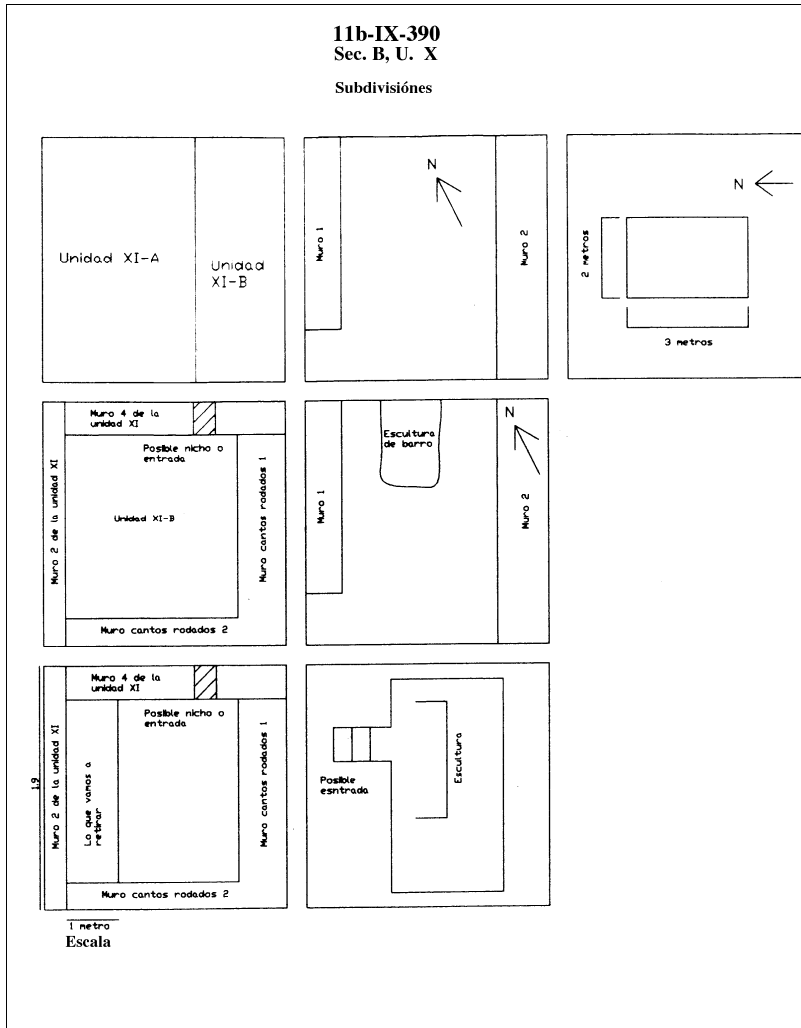 11b-IX-390
Sec. B, U. X
Subdivisiónes
Unidad XI-A
Unidad
XI-B
Muro 1
N
Muro 2
N
2 metros
3 metros
Muro 4 de la
unidad XI
Posible nicho o
entrada
Muro 2 de la unidad XI
Unidad XI-B
Muro cantos rodados 1
Muro cantos rodados 2
Muro 1
Escultura
de barro
N
Muro 2
Muro 4 de la
unidad XI
Posible nicho o
entrada
1.9
Muro 2 de la unidad XI
Lo que vamos a
retirar
Muro cantos rodados 1
Muro cantos rodados 2
1 metro
Escala
Posible
esntrada
Escultura